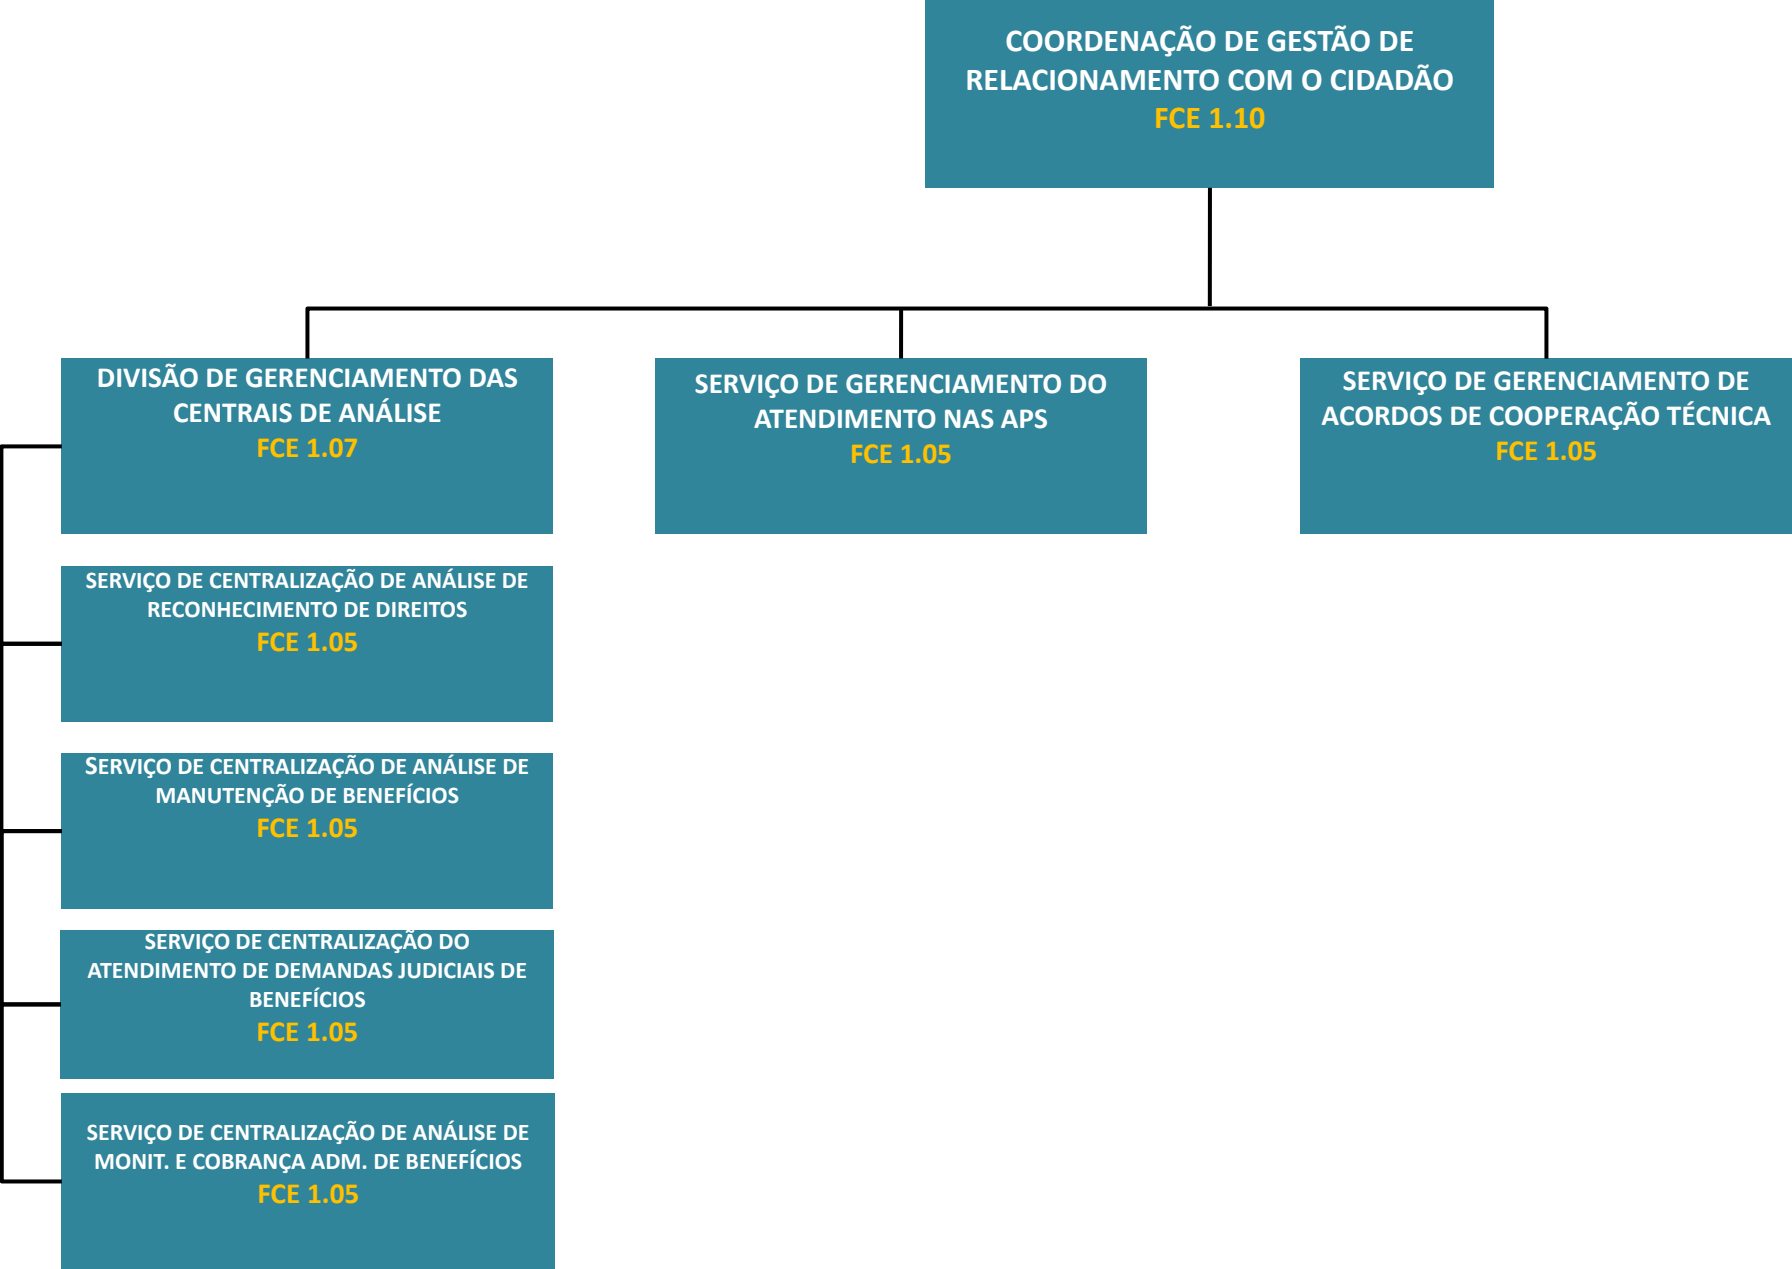 COORDENAÇÃO DE GESTÃO DE
RELACIONAMENTO COM O CIDADÃO
FCE 1.10
DIVISÃO DE GERENCIAMENTO DAS
CENTRAIS DE ANÁLISE
FCE 1.07
SERVIÇO DE GERENCIAMENTO DO
ATENDIMENTO NAS APS
FCE 1.05
SERVIÇO DE GERENCIAMENTO DE
ACORDOS DE COOPERAÇÃO TÉCNICA
FCE 1.05
SERVIÇO DE CENTRALIZAÇÃO DE ANÁLISE DE
RECONHECIMENTO DE DIREITOS
FCE 1.05
SERVIÇO DE CENTRALIZAÇÃO DE ANÁLISE DE
MANUTENÇÃO DE BENEFÍCIOS
FCE 1.05
SERVIÇO DE CENTRALIZAÇÃO DO
ATENDIMENTO DE DEMANDAS JUDICIAIS DE
BENEFÍCIOS
FCE 1.05
SERVIÇO DE CENTRALIZAÇÃO DE ANÁLISE DE
MONIT. E COBRANÇA ADM. DE BENEFÍCIOS
FCE 1.05